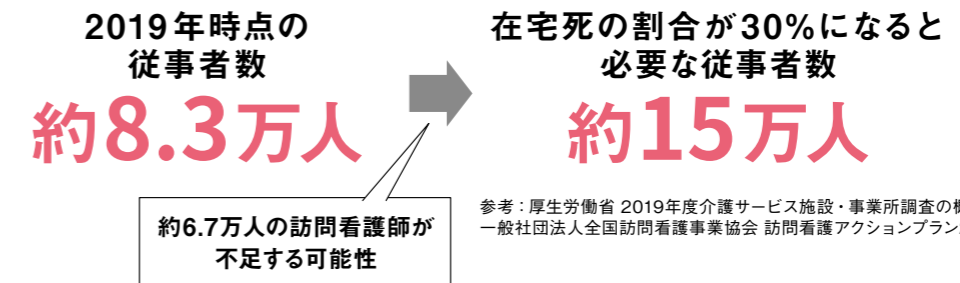 2019年時点の
従事者数
約8.3万人
在宅死の割合が30%になると
必要な従事者数
約15万人
約6.7万人の訪問看護師が
不足する可能性
参考：厚生労働省 2019年度介護サービス施設・事業所調査の
一般社団法人全国訪問看護事業協会 訪問看護アクションプラン